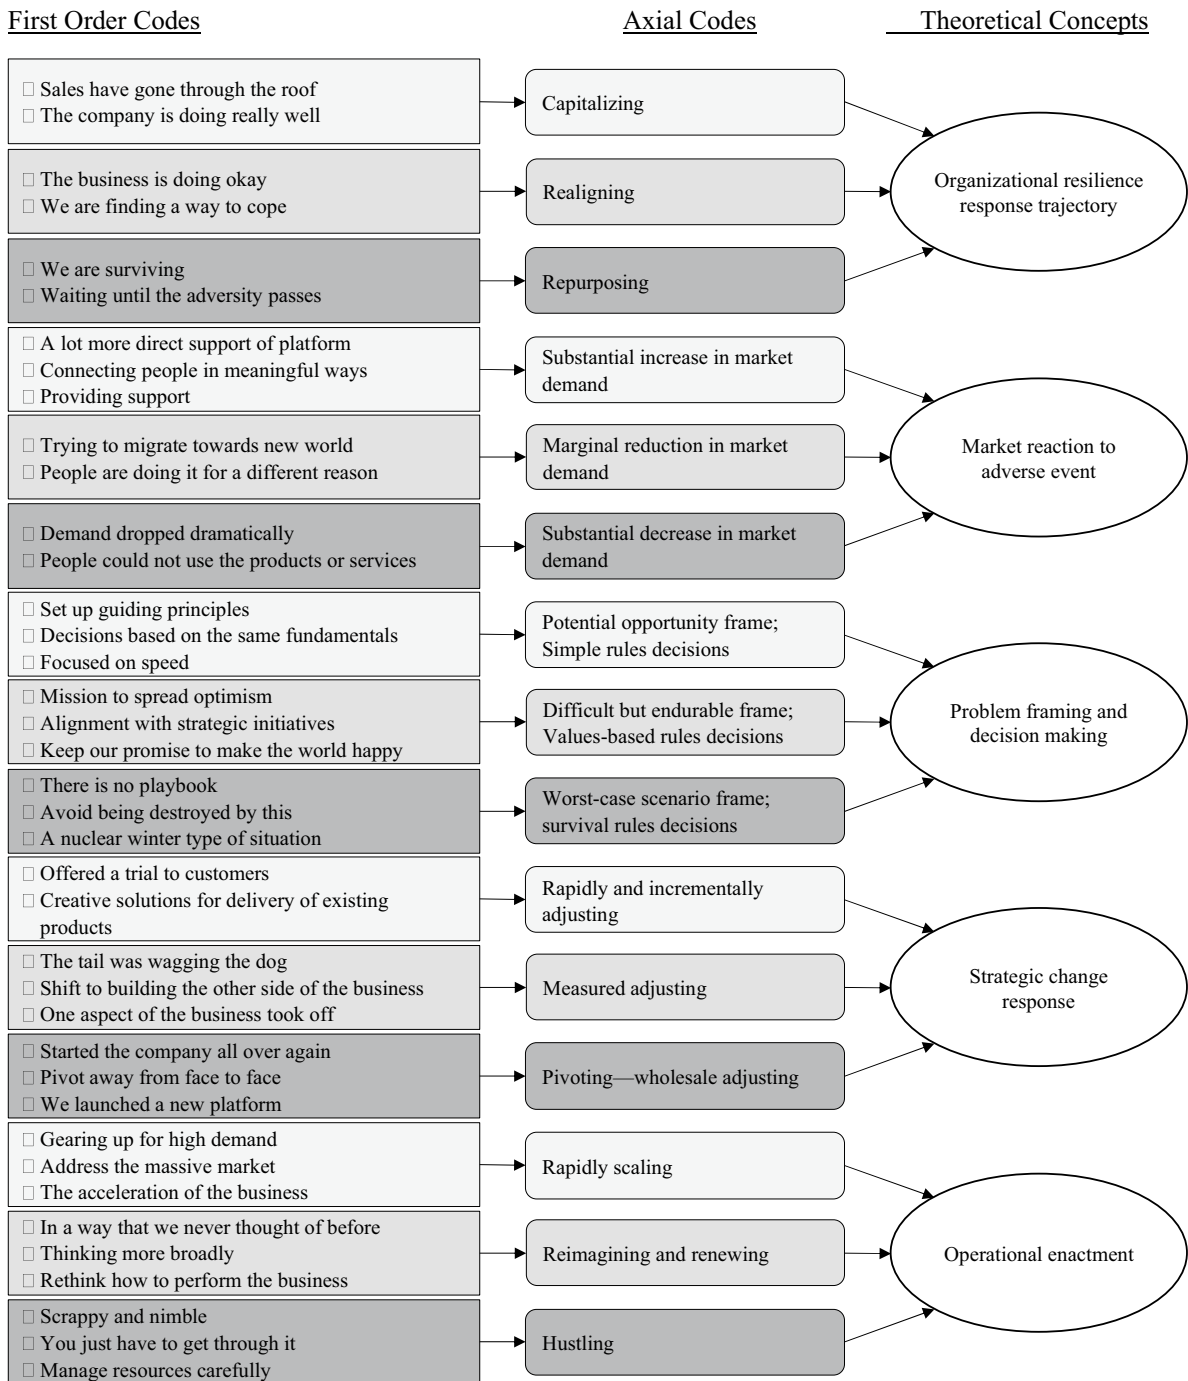 First Order Codes
Axial Codes
Theoretical Concepts
□ Sales have gone through the roof
□ The company is doing really well
Capitalizing
□ The business is doing okay
□ We are finding a way to cope
Realigning
□ We are surviving
□ Waiting until the adversity passes
Repurposing
Organizational resilience
response trajectory
□ A lot more direct support of platform
□ Connecting people in meaningful ways
□ Providing support
Substantial increase in market
demand
□ Trying to migrate towards new world
□ People are doing it for a different reason
Marginal reduction in market
demand
□ Demand dropped dramatically
□ People could not use the products or services
Substantial decrease in market
demand
Market reaction to
adverse event
□ Set up guiding principles
□ Decisions based on the same fundamentals
□ Focused on speed
Potential opportunity frame;
Simple rules decisions
□ Mission to spread optimism
□ Alignment with strategic initiatives
□ Keep our promise to make the world happy
Difficult but endurable frame;
Values-based rules decisions
□ There is no playbook
□ Avoid being destroyed by this
□ A nuclear winter type of situation
Worst-case scenario frame;
survival rules decisions
Problem framing and
decision making
□ Offered a trial to customers
□ Creative solutions for delivery of existing
products
Rapidly and incrementally
adjusting
□ The tail was wagging the dog
□ Shift to building the other side of the business
□ One aspect of the business took off
Measured adjusting
□ Started the company all over again
□ Pivot away from face to face
□ We launched a new platform
Pivoting—wholesale adjusting
Strategic change
response
□ Gearing up for high demand
□ Address the massive market
□ The acceleration of the business
Rapidly scaling
□ In a way that we never thought of before
□ Thinking more broadly
□ Rethink how to perform the business
Reimagining and renewing
□ Scrappy and nimble
□ You just have to get through it
□ Manage resources carefully
Hustling
Operational enactment